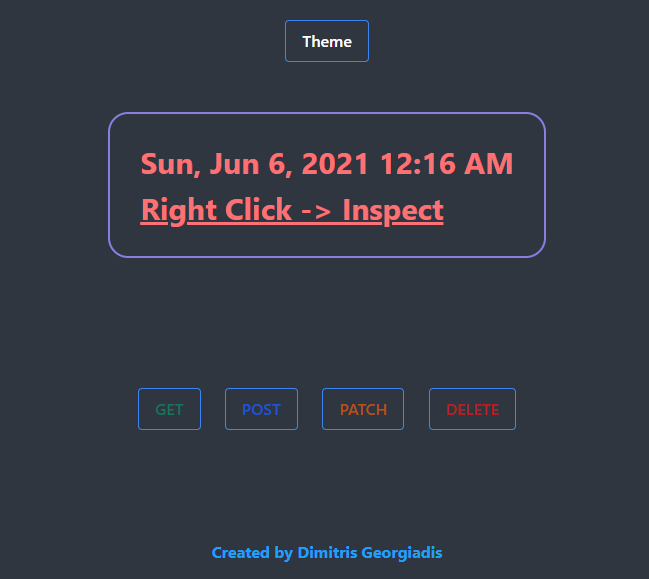 Theme
Sun, Jun 6, 2021 12:16 AM
Right Click -> Inspect
GET POST PATCH DELETE
Created by Dimitris Georgiadis